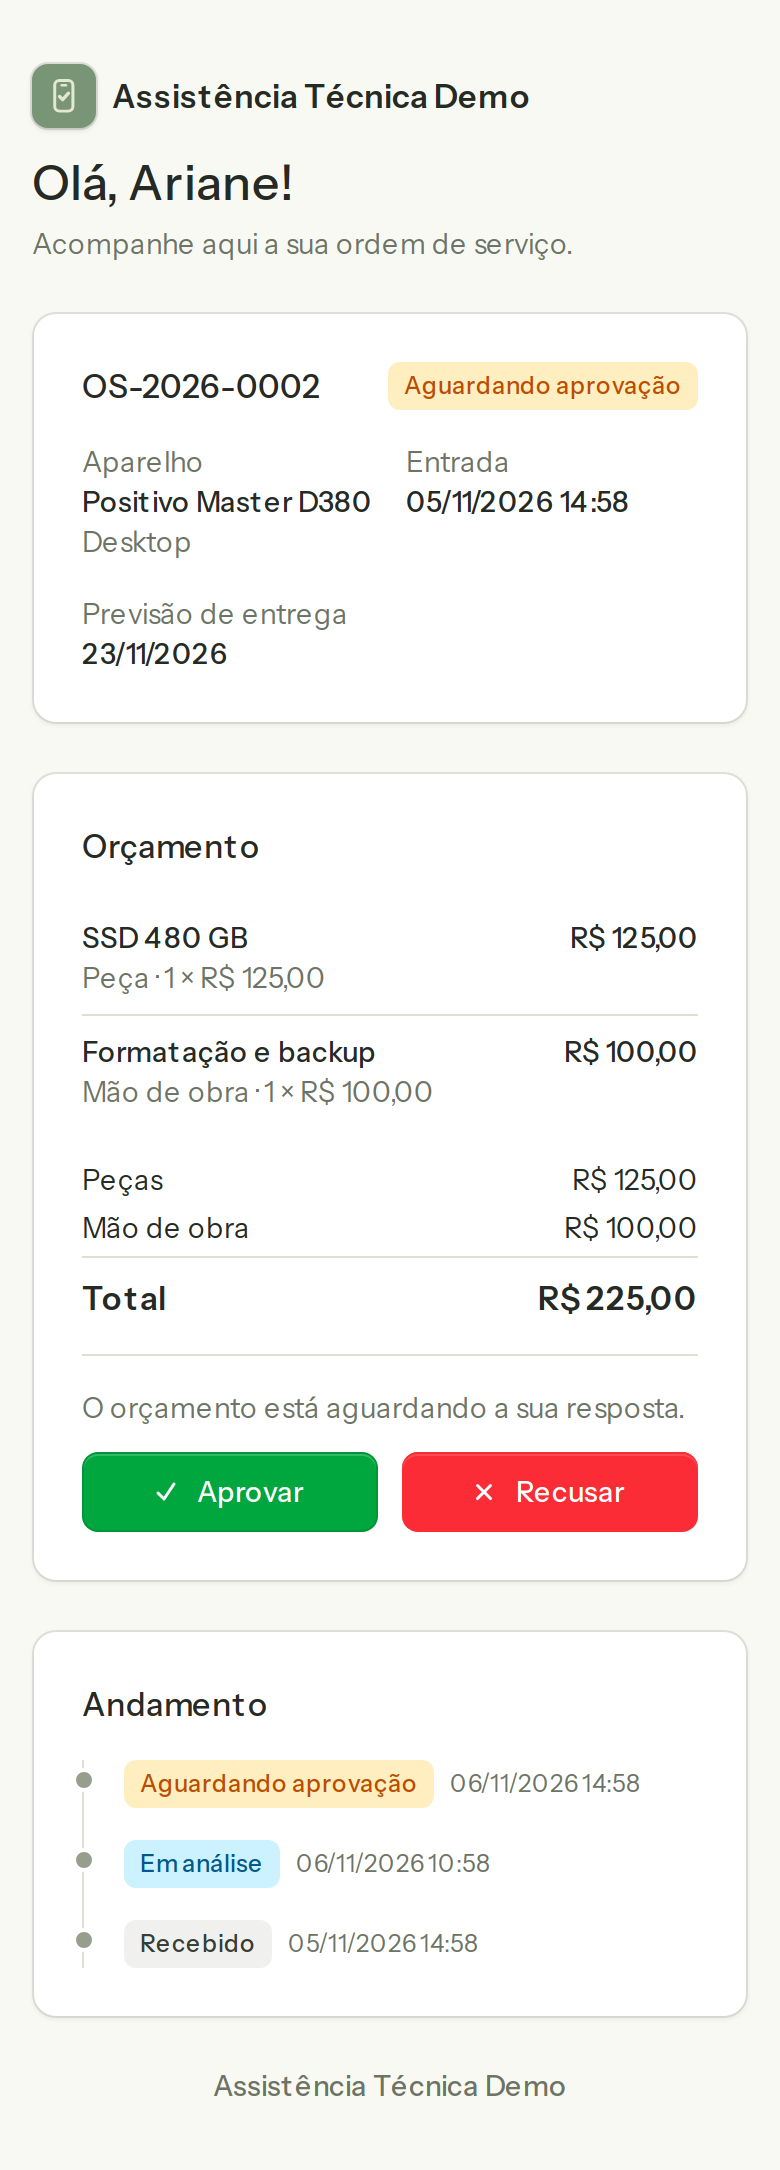 Assistência Técnica Demo
Olá, Ariane!
Acompanhe aqui a sua ordem de serviço.
OS-2026-0002
Aguardando aprovação
Aparelho
Positivo Master D380
Desktop
Entrada
05/11/2026 14:58
Previsão de entrega
23/11/2026
Orçamento
SSD 480 GB R$ 125,00
Peça · 1 × R$ 125,00
Formatação e backup R$ 100,00
Mão de obra · 1 × R$ 100,00
Peças R$ 125,00
Mão de obra R$ 100,00
Total R$ 225,00
O orçamento está aguardando a sua resposta.
Aprovar
Recusar
Andamento
Aguardando aprovação 06/11/2026 14:58
Em análise 06/11/2026 10:58
Recebido 05/11/2026 14:58
Assistência Técnica Demo